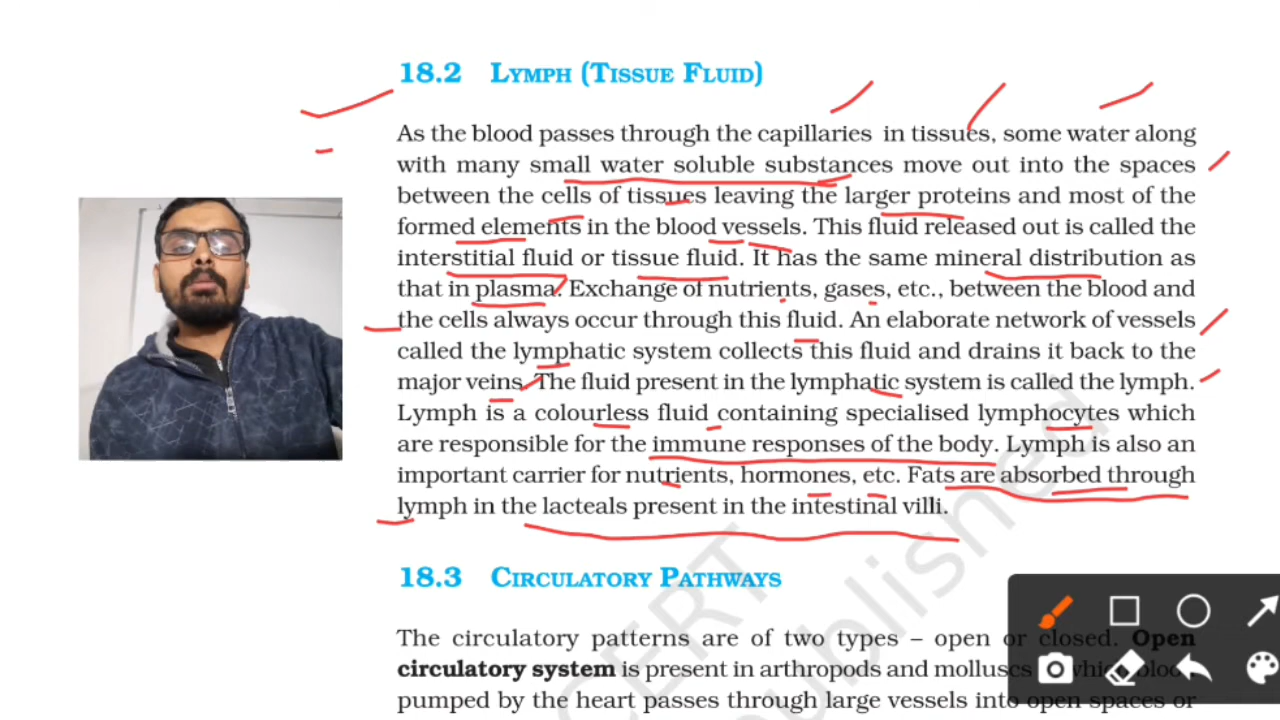 18.2 LYMPH (TISSUE FLUID)
As the blood passes through the capillaries in tissues, some water along
with many small water soluble substances move out into the spaces
between the cells of tissues leaving the larger proteins and most of the
formed elements in the blood vessels. This fluid released out is called the
interstitial fluid or tissue fluid. It has the same mineral distribution as
that in plasma. Exchange of nutrients, gases, etc., between the blood and
the cells always occur through this fluid. An elaborate network of vessels
called the lymphatic system collects this fluid and drains it back to the
major veins. The fluid present in the lymphatic system is called the lymph.
Lymph is a colourless fluid containing specialised lymphocytes which
are responsible for the immune responses of the body. Lymph is also an
important carrier for nutrients, hormones, etc. Fats are absorbed through
lymph in the lacteals present in the intestinal villi.
18.3 CIRCULATORY PATHWAYS
The circulatory patterns are of two types – open or closed. Open
circulatory system is present in arthropods and molluscs
pumped by the heart passes through large vessels into open spaces or
published